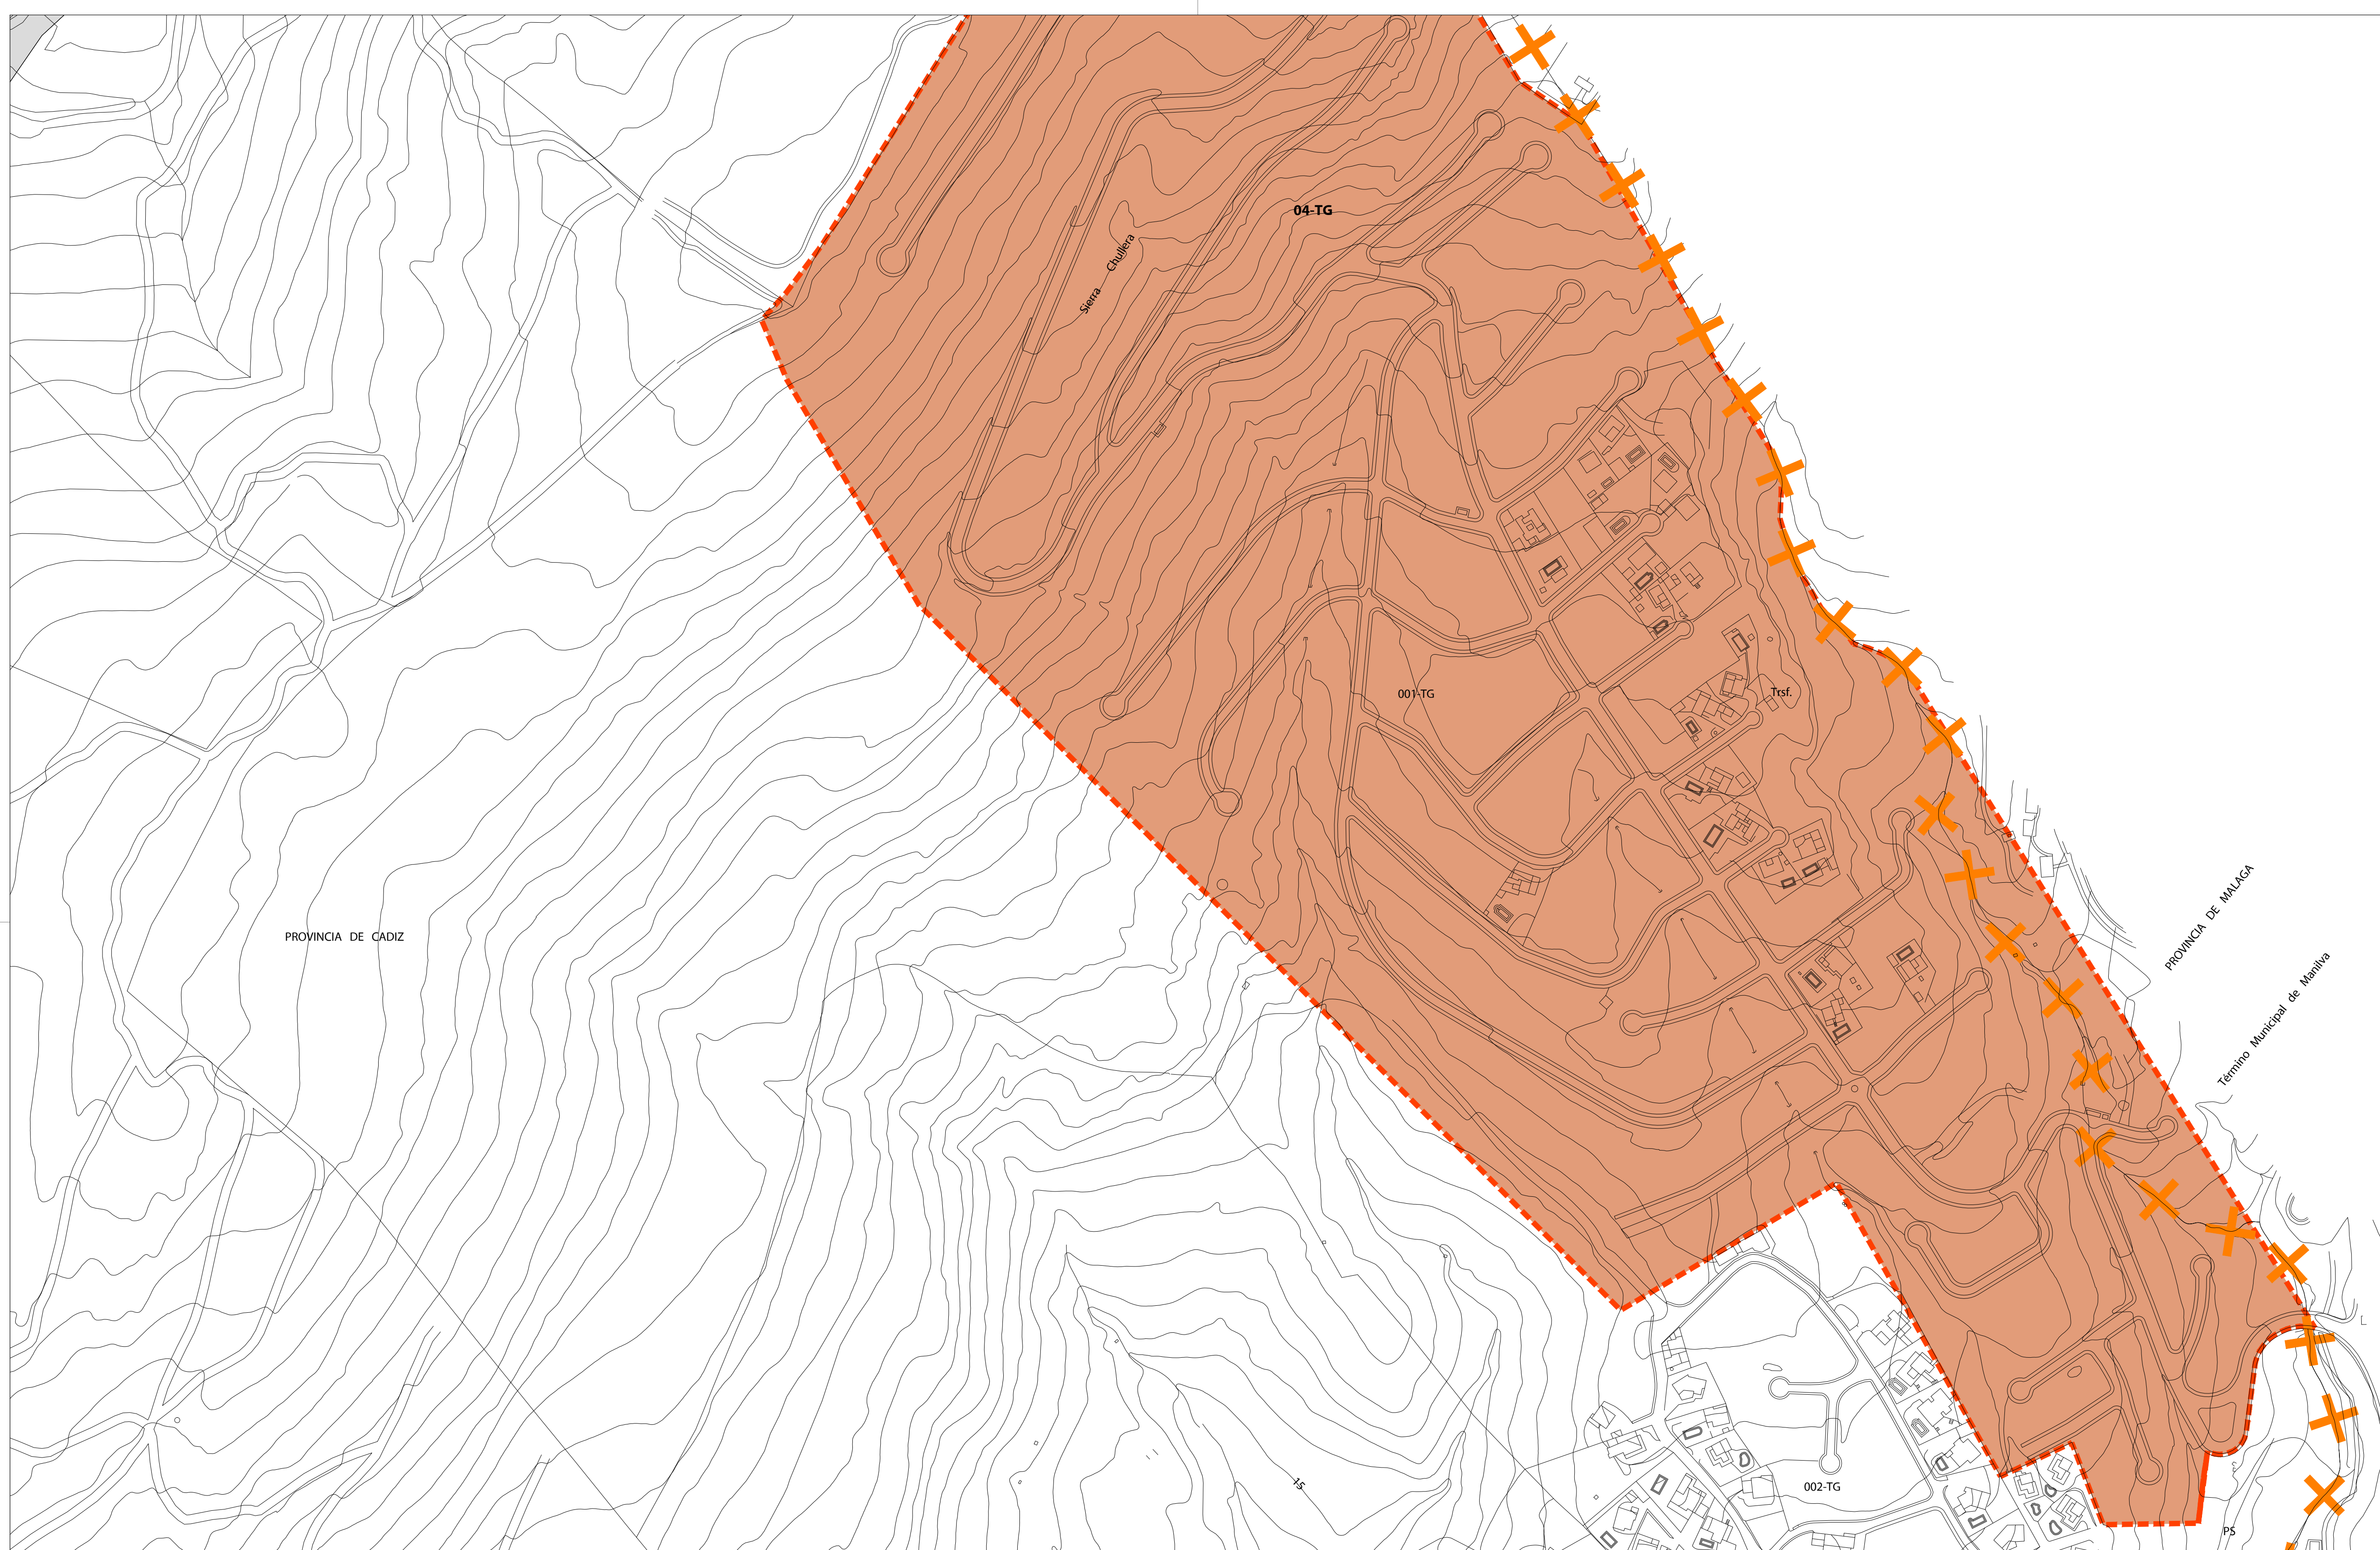 04-TG
Sierra Chullera
001-TG
Trsf.
PROVINCIA DE MALAGA
PROVINCIA DE CADIZ
Término Municipal de Manilva
15
002-TG
PS